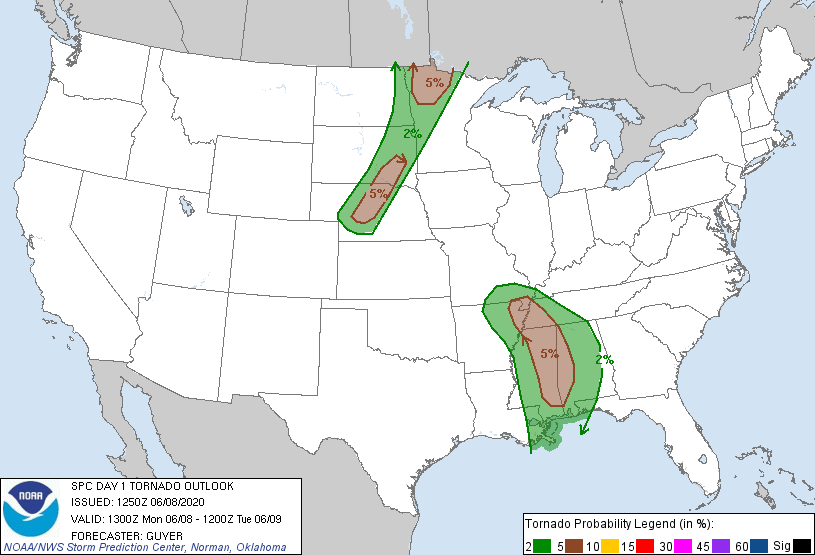 5%
2%
5%
5%
2%
NOAA
SPC DAY 1 TORNADO OUTLOOK
ISSUED: 1250Z 06/08/2020
VALID: 1300Z Mon 06/08 - 1200Z Tue 06/09
FORECASTER: GUYER
NOAA/NWS Storm Prediction Center, Norman, Oklahoma
Tornado Probability Legend (in %):
2 5 10 15 30 45 60 Sig